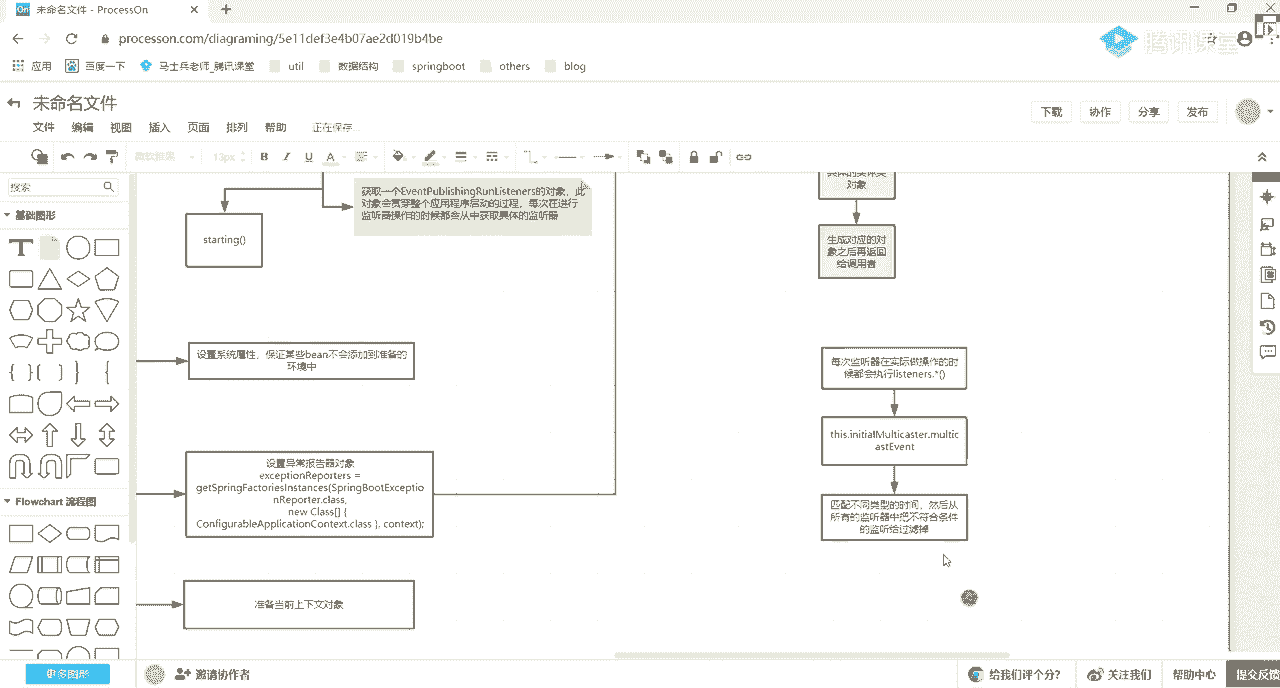 未命名文件 - ProcessOn
processon.com/diagraming/5e11def3e4b07ae2d01994be
腾讯课堂
应用
百度一下
马士兵老师_腾讯课堂
util
数据结构
springboot
others
blog
未命名文件
文件
编辑
视图
插入
页面
排列
帮助
正在保存...
下载
协作
分享
发布
微软雅黑
13px
搜索
基础图形
Flowchart 流程图
更多图形
获取一个EventPublishingRunListeners的对象，此
对象会贯穿整个应用程序启动的过程，每次在进行
监听器操作的时候都会从中获取具体的监听器
starting()
设置系统属性，保证某些bean不会添加到准备的
环境中
设置异常报告器对象
exceptionReporters =
getSpringFactoriesInstances(SpringBootExceptio
nReporter.class,
new Class[] {
ConfigurableApplicationContext.class }, context);
准备当前上下文对象
具体的实体类
对象
生成对应的对
象之后再返回
给调用者
每次监听器在实际做操作的时
候都会执行listeners.*()
this.initialMulticaster.multic
astEvent
匹配不同类型的时间，然后从
所有的监听器中把不符合条件
的监听给过滤掉
邀请协作者
给我们评个分?
关注我们
帮助中心
提交反馈